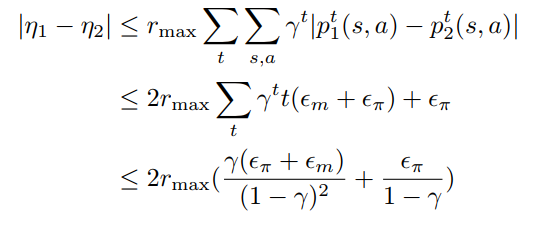 |η₁ − η₂| ≤ r_max ∑_t ∑_{s,a} γ^t |p₁^t(s, a) − p₂^t(s, a)|
≤ 2r_max ∑_t γ^t t(ϵ_m + ϵ_π) + ϵ_π
≤ 2r_max( γ(ϵ_π + ϵ_m) / (1 − γ)² + ϵ_π / 1 − γ )